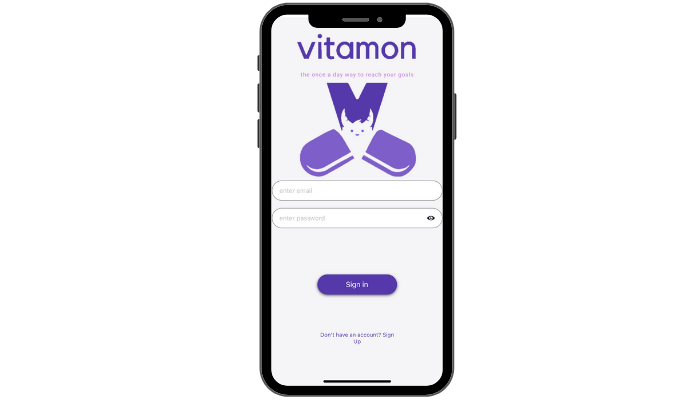 vitamon
the once a day way to reach your goals
enter email
enter password
Sign in
Don't have an account? Sign
Up